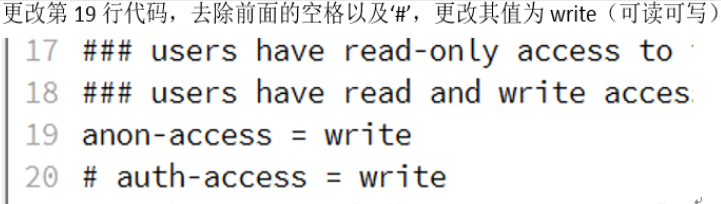 更改第 19 行代码，去除前面的空格以及‘#’，更改其值为 write（可读可写）
17 ### users have read-only access to
18 ### users have read and write acces
19 anon-access = write
20 # auth-access = write